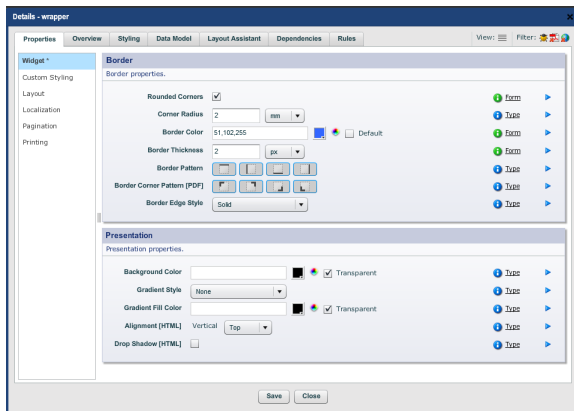 Details - wrapper
Properties Overview Styling Data Model Layout Assistant Dependencies Rules View: Filter:
Widget *
Custom Styling
Layout
Localization
Pagination
Printing
Border
Border properties.
Rounded Corners Form
Corner Radius 2 mm Type
Border Color 51,102,255 Default Form
Border Thickness 2 px Form
Border Pattern Type
Border Corner Pattern [PDF] Type
Border Edge Style Solid Type
Presentation
Presentation properties.
Background Color Transparent Type
Gradient Style None Type
Gradient Fill Color Transparent Type
Alignment [HTML] Vertical Top Type
Drop Shadow [HTML] Type
Save Close